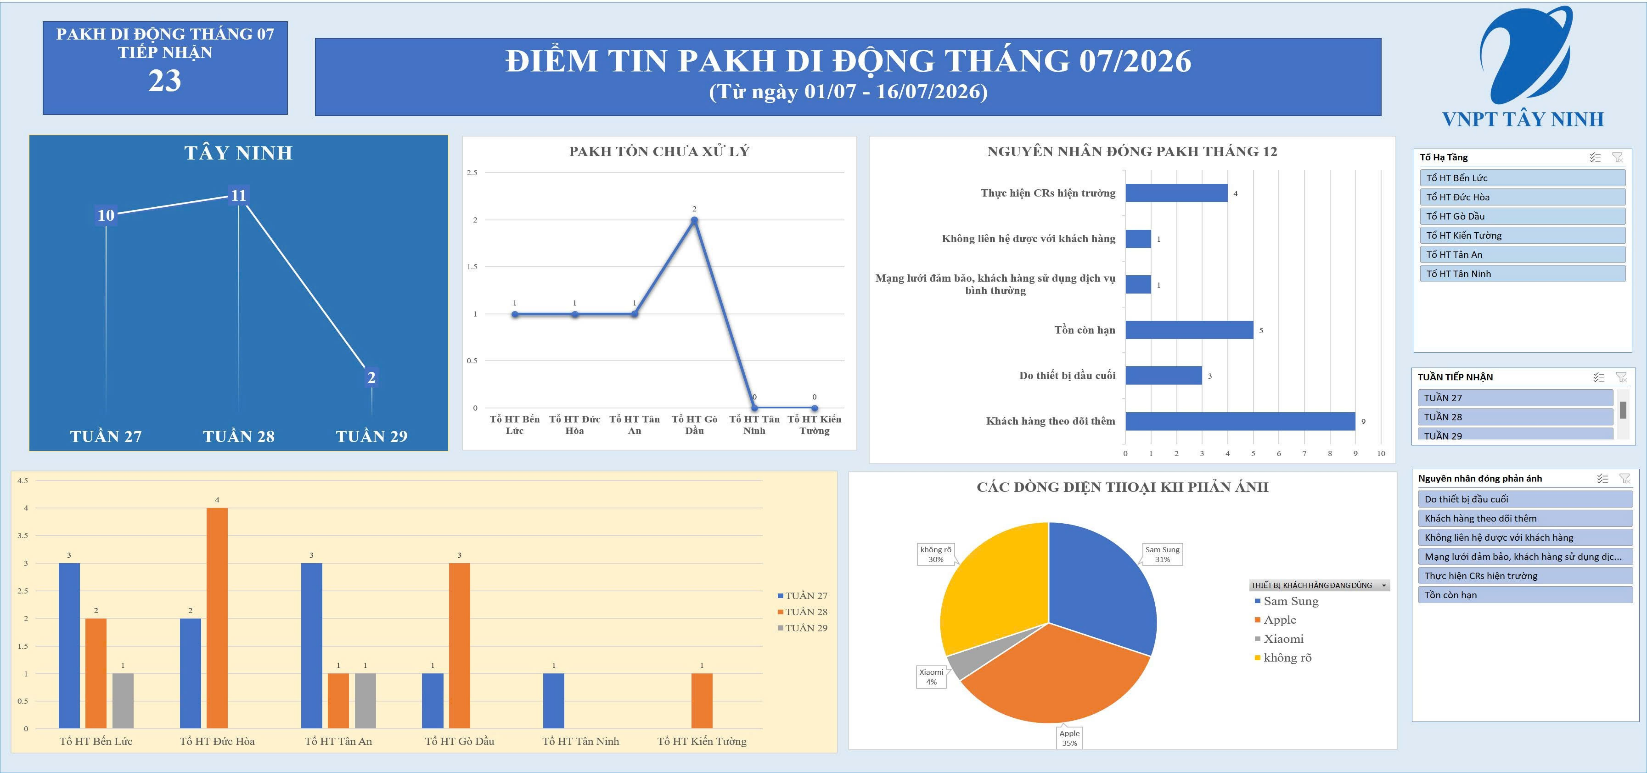 PAKH DI ĐỘNG THÁNG 07
TIẾP NHẬN
23
ĐIỂM TIN PAKH DI ĐỘNG THÁNG 07/2026
(Từ ngày 01/07 - 16/07/2026)
VNPT TÂY NINH
TÂY NINH
10
11
2
TUẦN 27
TUẦN 28
TUẦN 29
PAKH TỒN CHƯA XỬ LÝ
2.5
2
1.5
1
0.5
0
1
1
1
2
0
0
Tổ HT Bến Lức
Tổ HT Đức Hòa
Tổ HT Tân An
Tổ HT Gò Dầu
Tổ HT Tân Ninh
Tổ HT Kiến Tường
NGUYÊN NHÂN ĐÓNG PAKH THÁNG 12
Thực hiện CRs hiện trường
4
Không liên hệ được với khách hàng
1
Mạng lưới đảm bảo, khách hàng sử dụng dịch vụ
bình thường
1
Tồn còn hạn
5
Do thiết bị đầu cuối
3
Khách hàng theo dõi thêm
9
0 1 2 3 4 5 6 7 8 9 10
Tổ Hạ Tầng
Tổ HT Bến Lức
Tổ HT Đức Hòa
Tổ HT Gò Dầu
Tổ HT Kiến Tường
Tổ HT Tân An
Tổ HT Tân Ninh
TUẦN TIẾP NHẬN
TUẦN 27
TUẦN 28
TUẦN 29
4.5
4
3.5
3
2.5
2
1.5
1
0.5
0
3
2
1
2
4
3
1
1
1
3
1
1
Tổ HT Bến Lức
Tổ HT Đức Hòa
Tổ HT Tân An
Tổ HT Gò Dầu
Tổ HT Tân Ninh
Tổ HT Kiến Tường
TUẦN 27
TUẦN 28
TUẦN 29
CÁC DÒNG ĐIỆN THOẠI KH PHẢN ÁNH
không rõ
30%
Sam Sung
31%
Xiaomi
4%
Apple
35%
THIẾT BỊ KHÁCH HÀNG ĐANG DÙNG
Sam Sung
Apple
Xiaomi
không rõ
Nguyên nhân đóng phản ánh
Do thiết bị đầu cuối
Khách hàng theo dõi thêm
Không liên hệ được với khách hàng
Mạng lưới đảm bảo, khách hàng sử dụng dịc...
Thực hiện CRs hiện trường
Tồn còn hạn